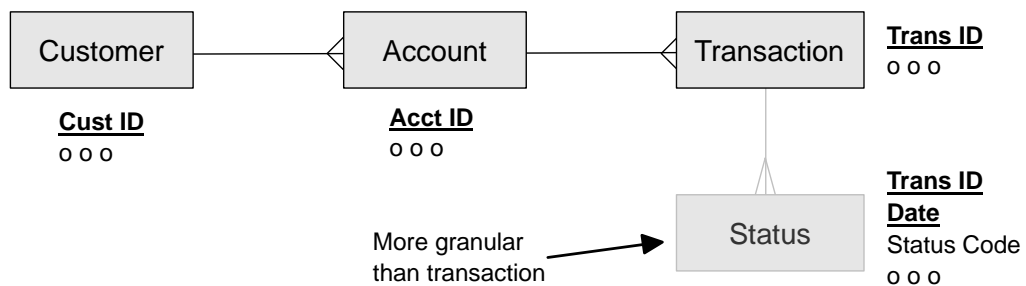 Customer
Account
Transaction
Trans ID
o o o
Cust ID
o o o
Acct ID
o o o
Status
Trans ID
Date
Status Code
o o o
More granular
than transaction